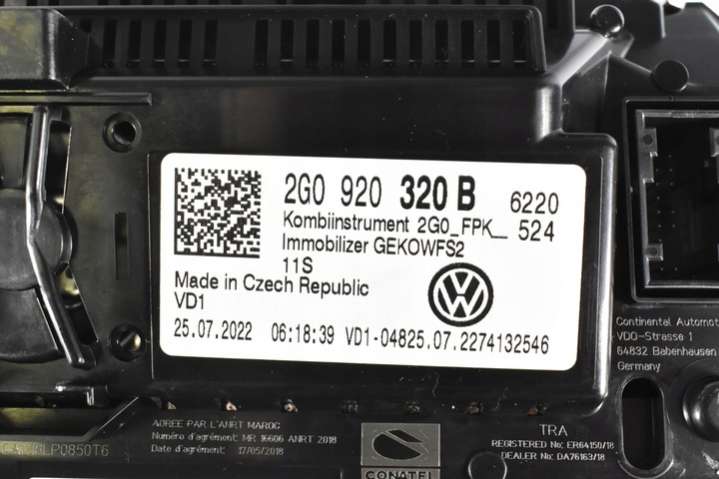 2G0 920 320 B 6220
Kombiinstrument 2G0_FPK_ 524
Immobilizer GEKOWFS2
11S
Made in Czech Republic
VD1
25.07.2022 06:18:39 VD1-04825.07.2274132546
Continental Automot
VDO-Strasse 1
64832 Babenhausen
Germany
AGREE PAR L'ANRT MAROC
Numéro d'agrément: MR 16606 ANRT 2018
Date d'agrément: 17/05/2018
CONATEL
TRA
REGISTERED No: ER64150/18
DEALER No: DA76163/18
LP0850T6